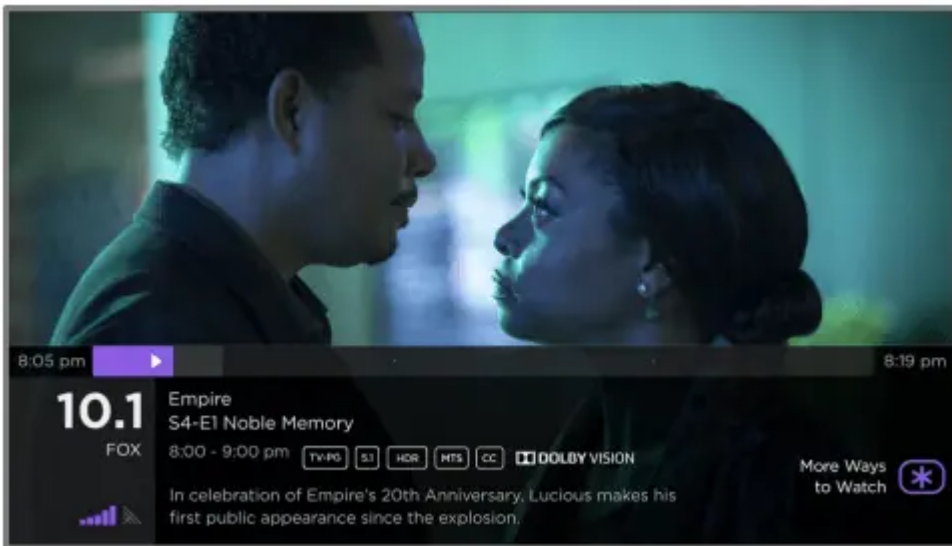 8:05 pm
8:19 pm
10.1
FOX
Empire
S4-E1 Noble Memory
8:00 - 9:00 pm TV-PG 5.1 HDR MTS CC DOLBY VISION
In celebration of Empire's 20th Anniversary, Lucious makes his
first public appearance since the explosion.
More Ways
to Watch